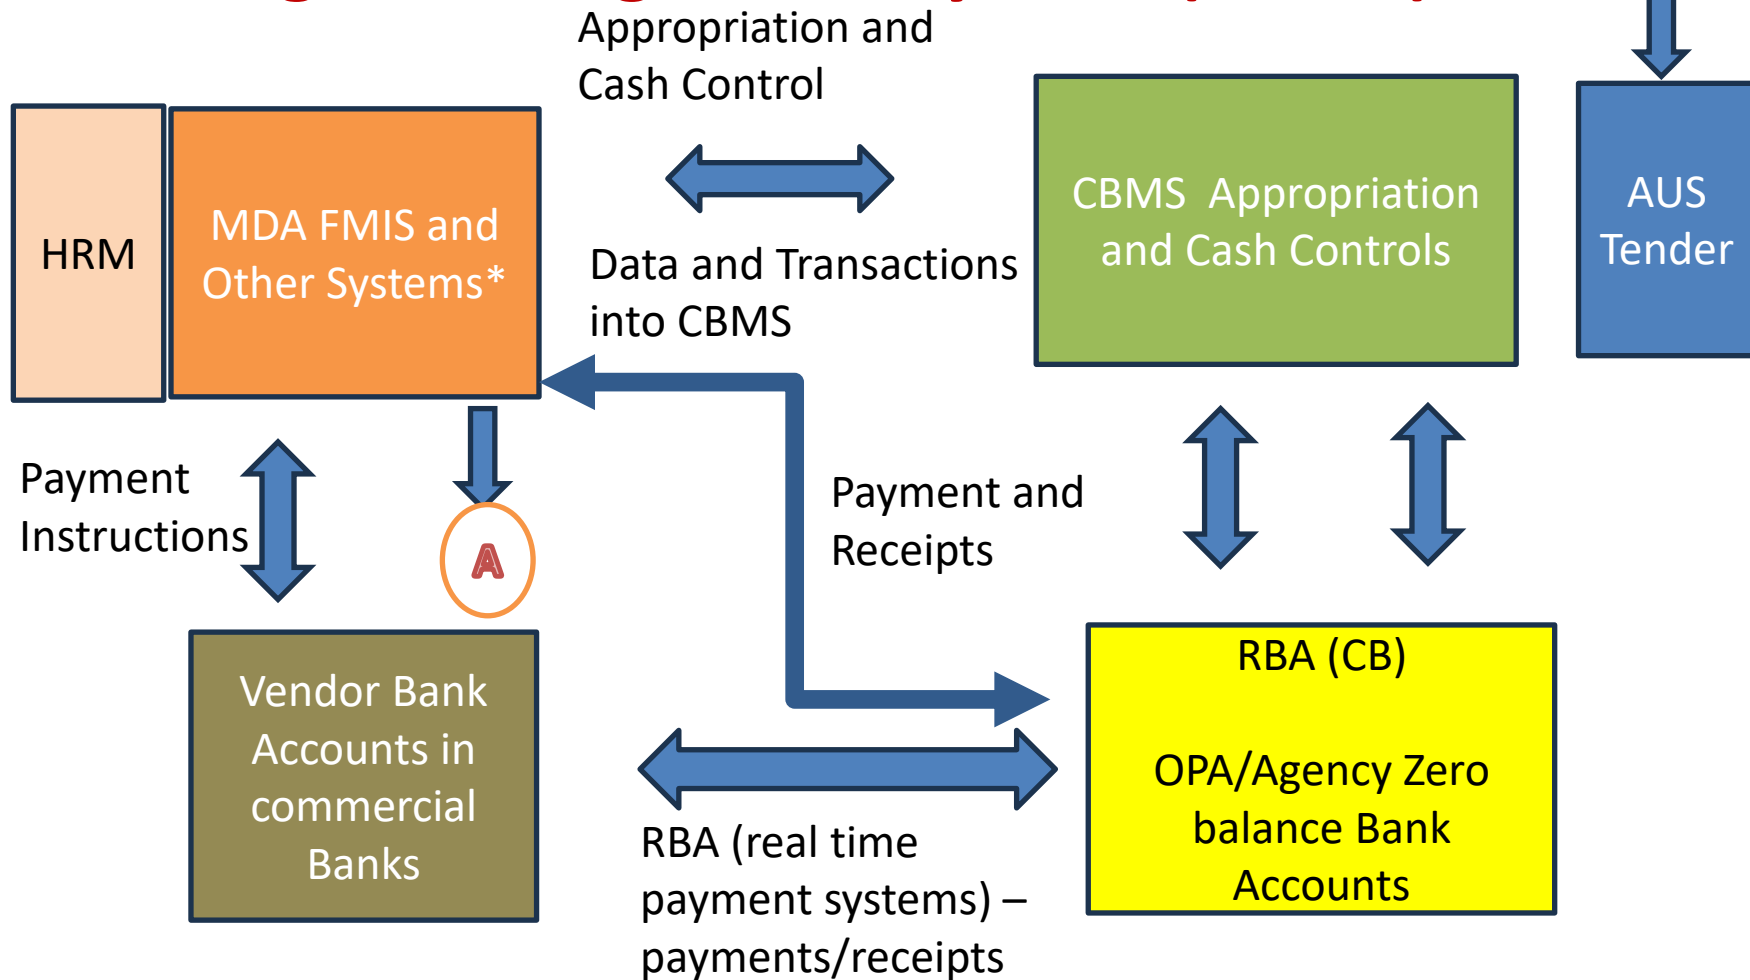 Appropriation and
Cash Control
HRM
MDA FMIS and
Other Systems*
CBMS Appropriation
and Cash Controls
AUS
Tender
Data and Transactions
into CBMS
Payment
Instructions
A
Payment and
Receipts
Vendor Bank
Accounts in
commercial
Banks
RBA (CB)
OPA/Agency Zero
balance Bank
Accounts
RBA (real time
payment systems) –
payments/receipts